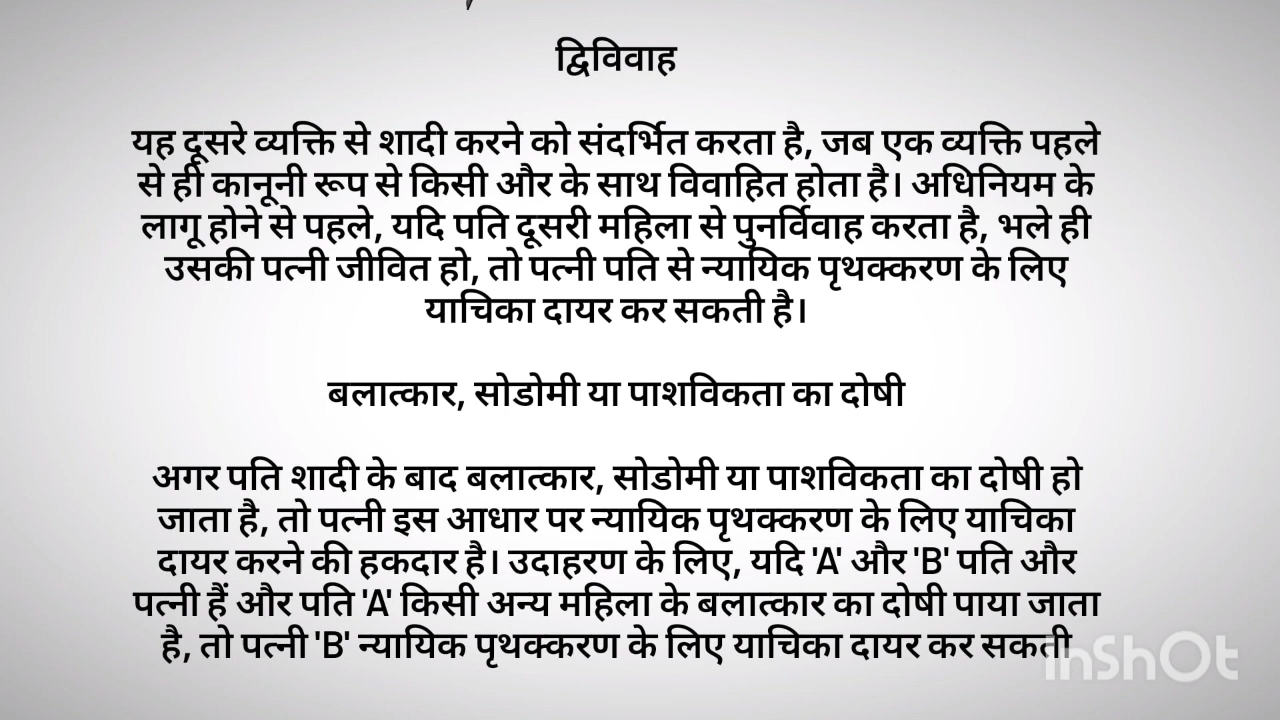 द्विविवाह
यह दूसरे व्यक्ति से शादी करने को संदर्भित करता है, जब एक व्यक्ति पहले
से ही कानूनी रूप से किसी और के साथ विवाहित होता है। अधिनियम के
लागू होने से पहले, यदि पति दूसरी महिला से पुनर्विवाह करता है, भले ही
उसकी पत्नी जीवित हो, तो पत्नी पति से न्यायिक पृथक्करण के लिए
याचिका दायर कर सकती है।
बलात्कार, सोडोमी या पाशविकता का दोषी
अगर पति शादी के बाद बलात्कार, सोडोमी या पाशविकता का दोषी हो
जाता है, तो पत्नी इस आधार पर न्यायिक पृथक्करण के लिए याचिका
दायर करने की हकदार है। उदाहरण के लिए, यदि 'A' और 'B' पति और
पत्नी हैं और पति 'A' किसी अन्य महिला के बलात्कार का दोषी पाया जाता
है, तो पत्नी 'B' न्यायिक पृथक्करण के लिए याचिका दायर कर सकती
InShOt